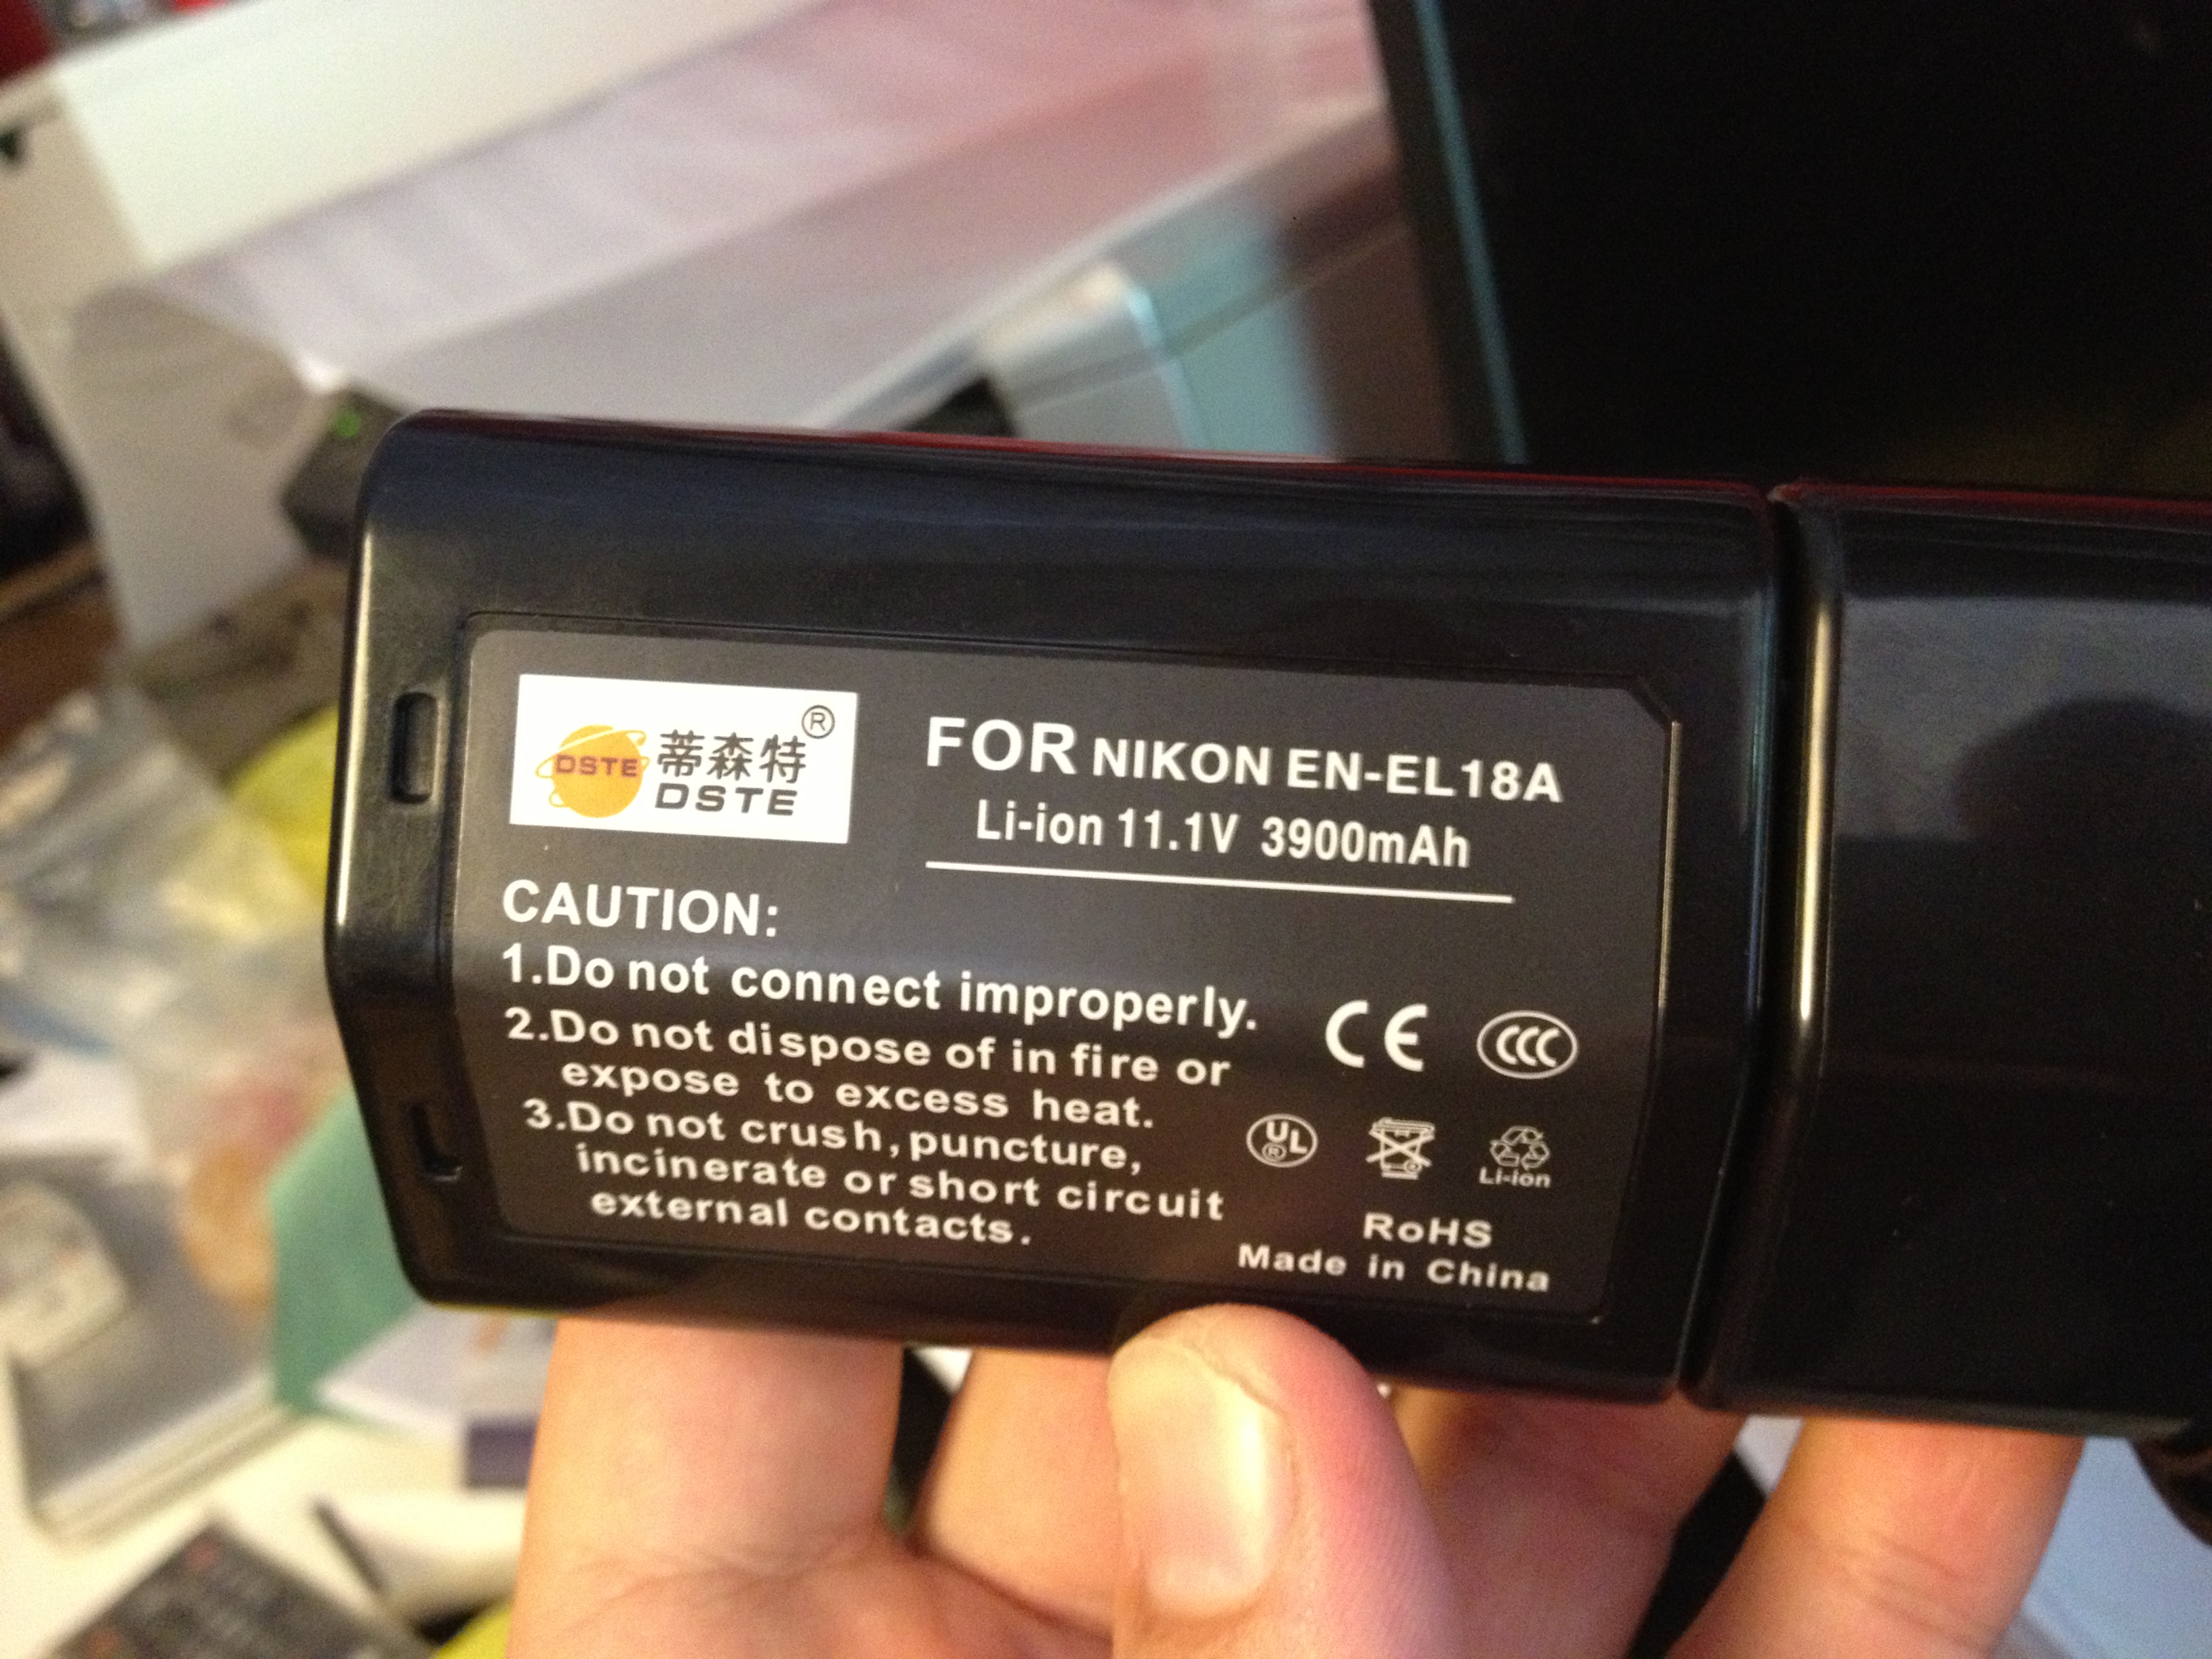 DSTE
蒂森特®
DSTE
FOR NIKON EN-EL18A
Li-ion 11.1V 3900mAh
CAUTION:
1.Do not connect improperly.
2.Do not dispose of in fire or
expose to excess heat.
3.Do not crush, puncture,
incinerate or short circuit
external contacts.
CE CCC
UL®
Li-ion
RoHS
Made in China